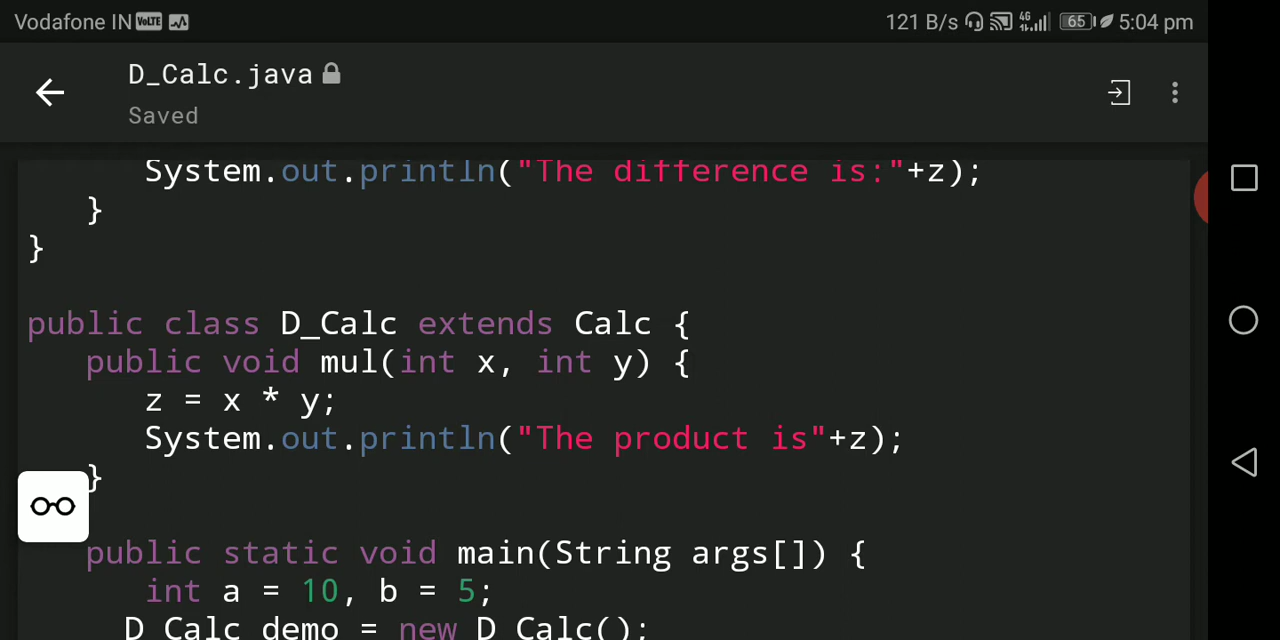 Vodafone IN VoLTE 121 B/s 4G 65 5:04 pm
D_Calc.java
Saved
System.out.println("The difference is:"+z);
}
}
public class D_Calc extends Calc {
public void mul(int x, int y) {
z = x * y;
System.out.println("The product is"+z);
}
public static void main(String args[]) {
int a = 10, b = 5;
D_Calc demo = new D_Calc();